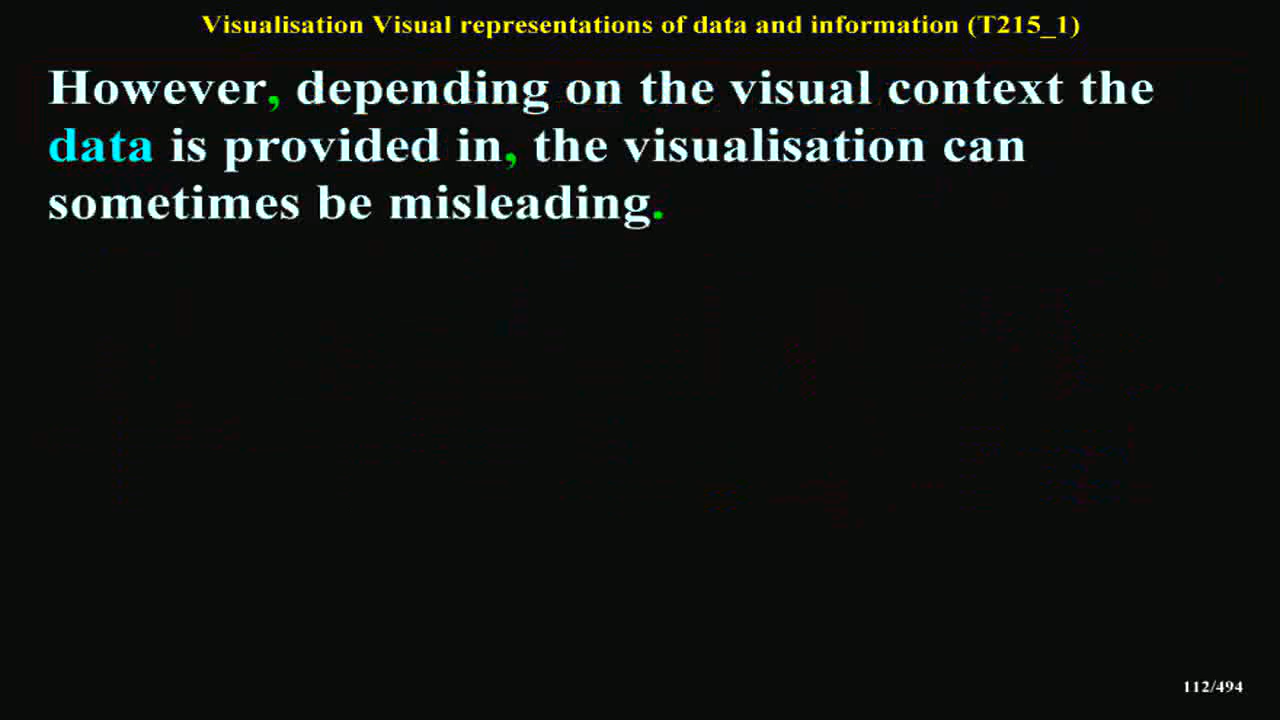 Visualisation Visual representations of data and information (T215_1)
However, depending on the visual context the
data is provided in, the visualisation can
sometimes be misleading.
112/494